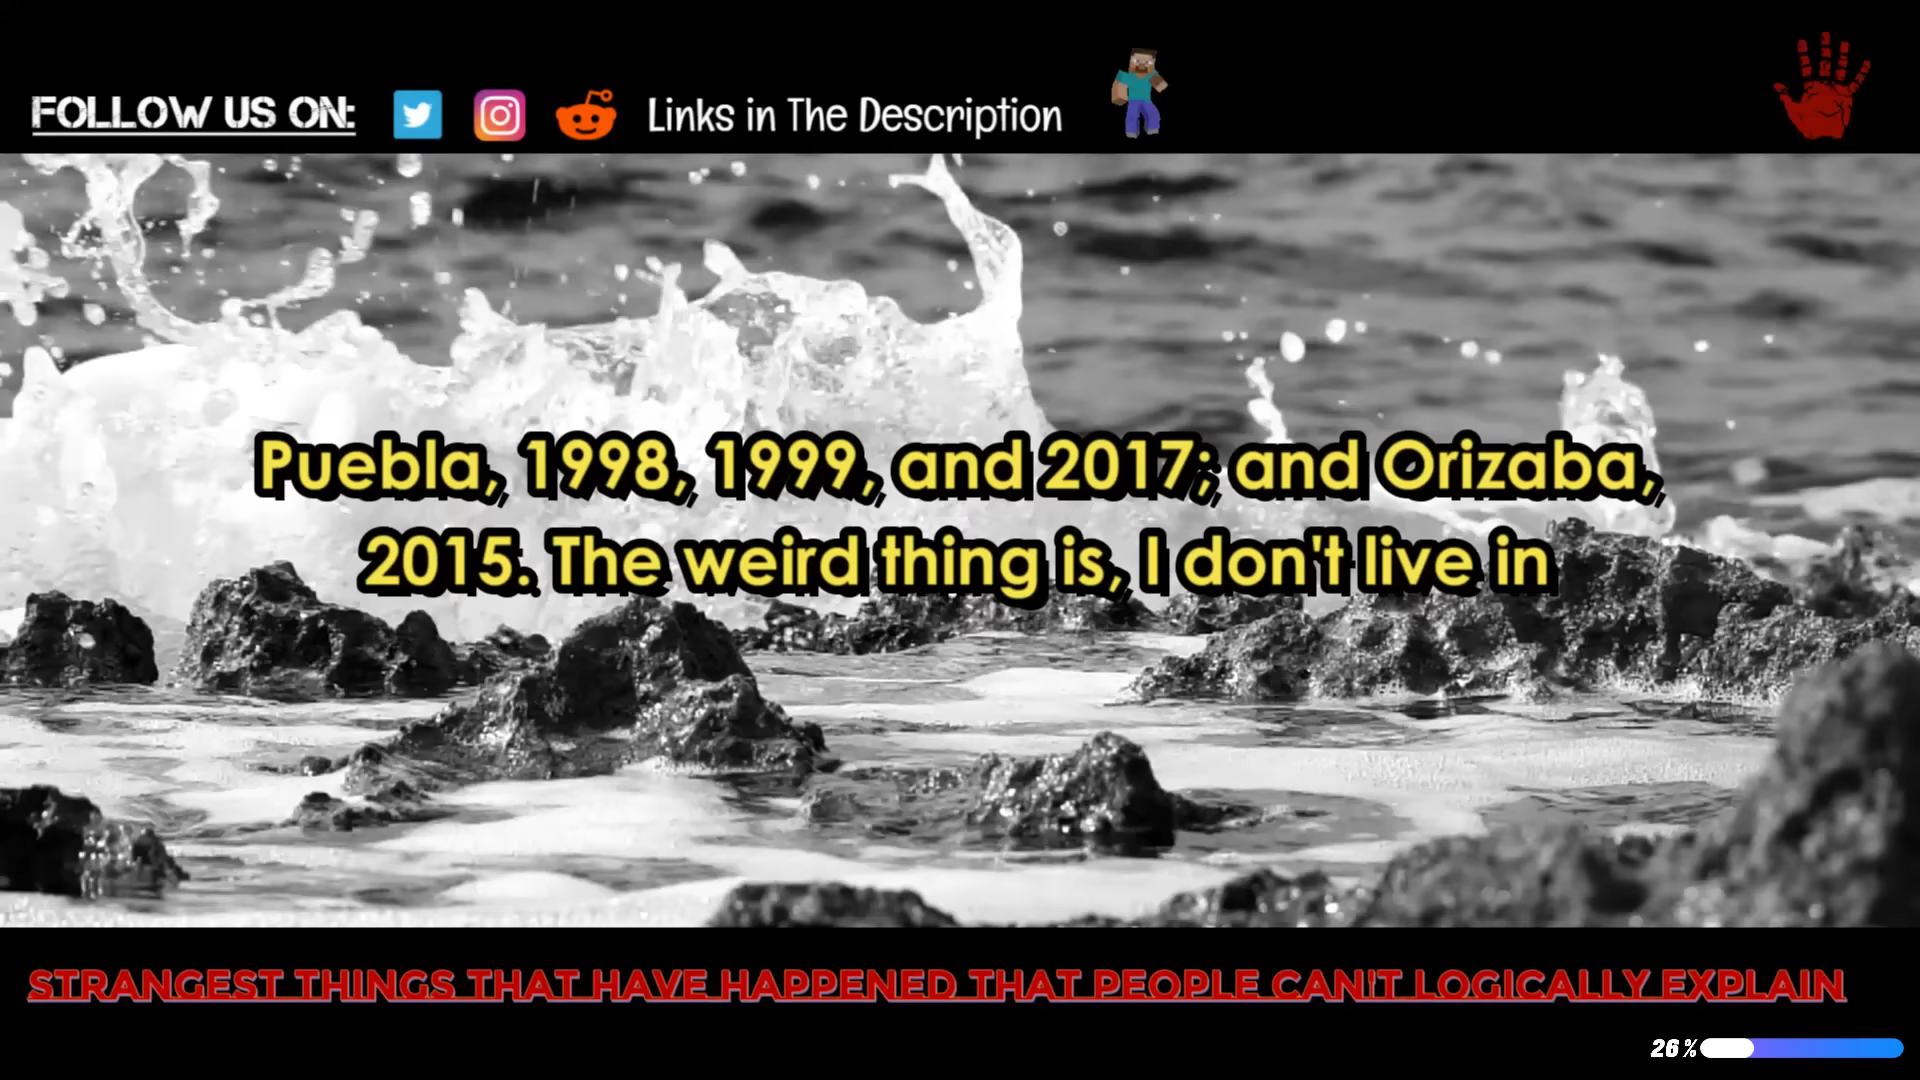 FOLLOW US ON:
Links in The Description
Puebla, 1998, 1999, and 2017; and Orizaba,
2015. The weird thing is, I don't live in
STRANGEST THINGS THAT HAVE HAPPENED THAT PEOPLE CAN'T LOGICALLY EXPLAIN
26%